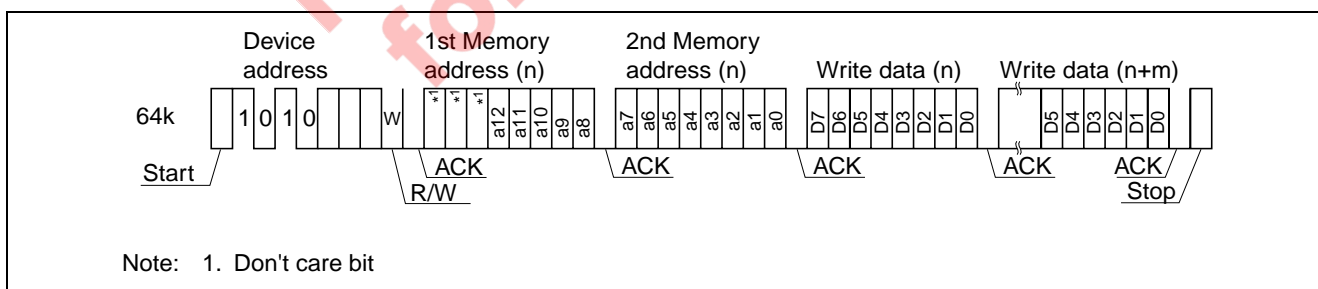 Device address
1st Memory address (n)
2nd Memory address (n)
Write data (n)
Write data (n+m)
64k
1 0 1 0
W
*1 *1 *1 a12 a11 a10 a9 a8
a7 a6 a5 a4 a3 a2 a1 a0
D7 D6 D5 D4 D3 D2 D1 D0
D5 D4 D3 D2 D1 D0
Start
ACK
R/W
ACK
ACK
ACK
ACK
Stop
Note: 1. Don't care bit